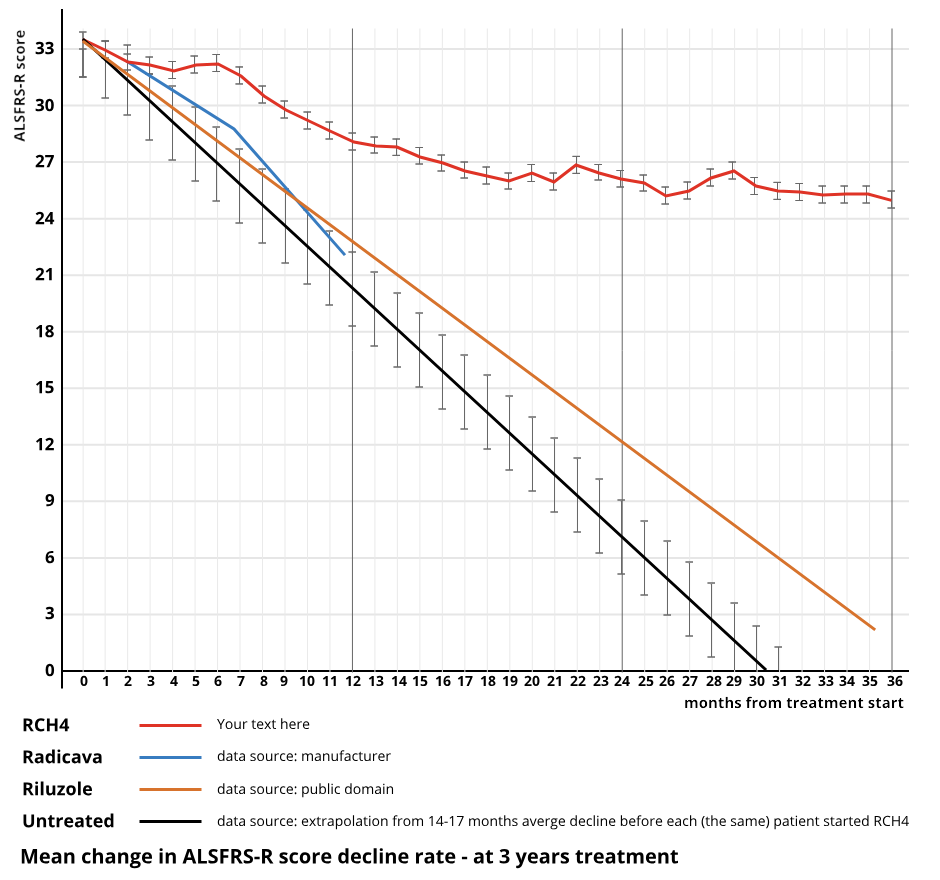 ALSFRS-R score
33
30
27
24
21
18
15
12
9
6
3
0
0 1 2 3 4 5 6 7 8 9 10 11 12 13 14 15 16 17 18 19 20 21 22 23 24 25 26 27 28 29 30 31 32 33 34 35 36
months from treatment start
RCH4 Your text here
Radicava data source: manufacturer
Riluzole data source: public domain
Untreated data source: extrapolation from 14-17 months averge decline before each (the same) patient started RCH4
Mean change in ALSFRS-R score decline rate - at 3 years treatment